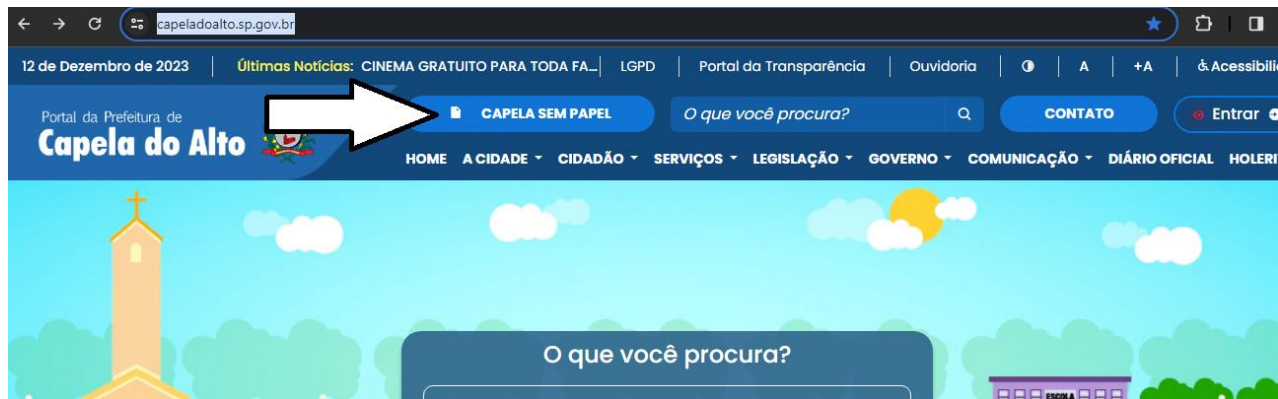 capeladoalto.sp.gov.br
12 de Dezembro de 2023 | Últimas Notícias: CINEMA GRATUITO PARA TODA FA...| LGPD | Portal da Transparência | Ouvidoria | A | +A | Acessibili
Portal da Prefeitura de
Capela do Alto
CAPELA SEM PAPEL O que você procura? CONTATO Entrar
HOME A CIDADE CIDADÃO SERVIÇOS LEGISLAÇÃO GOVERNO COMUNICAÇÃO DIÁRIO OFICIAL HOLERI
O que você procura?
ESCOLA